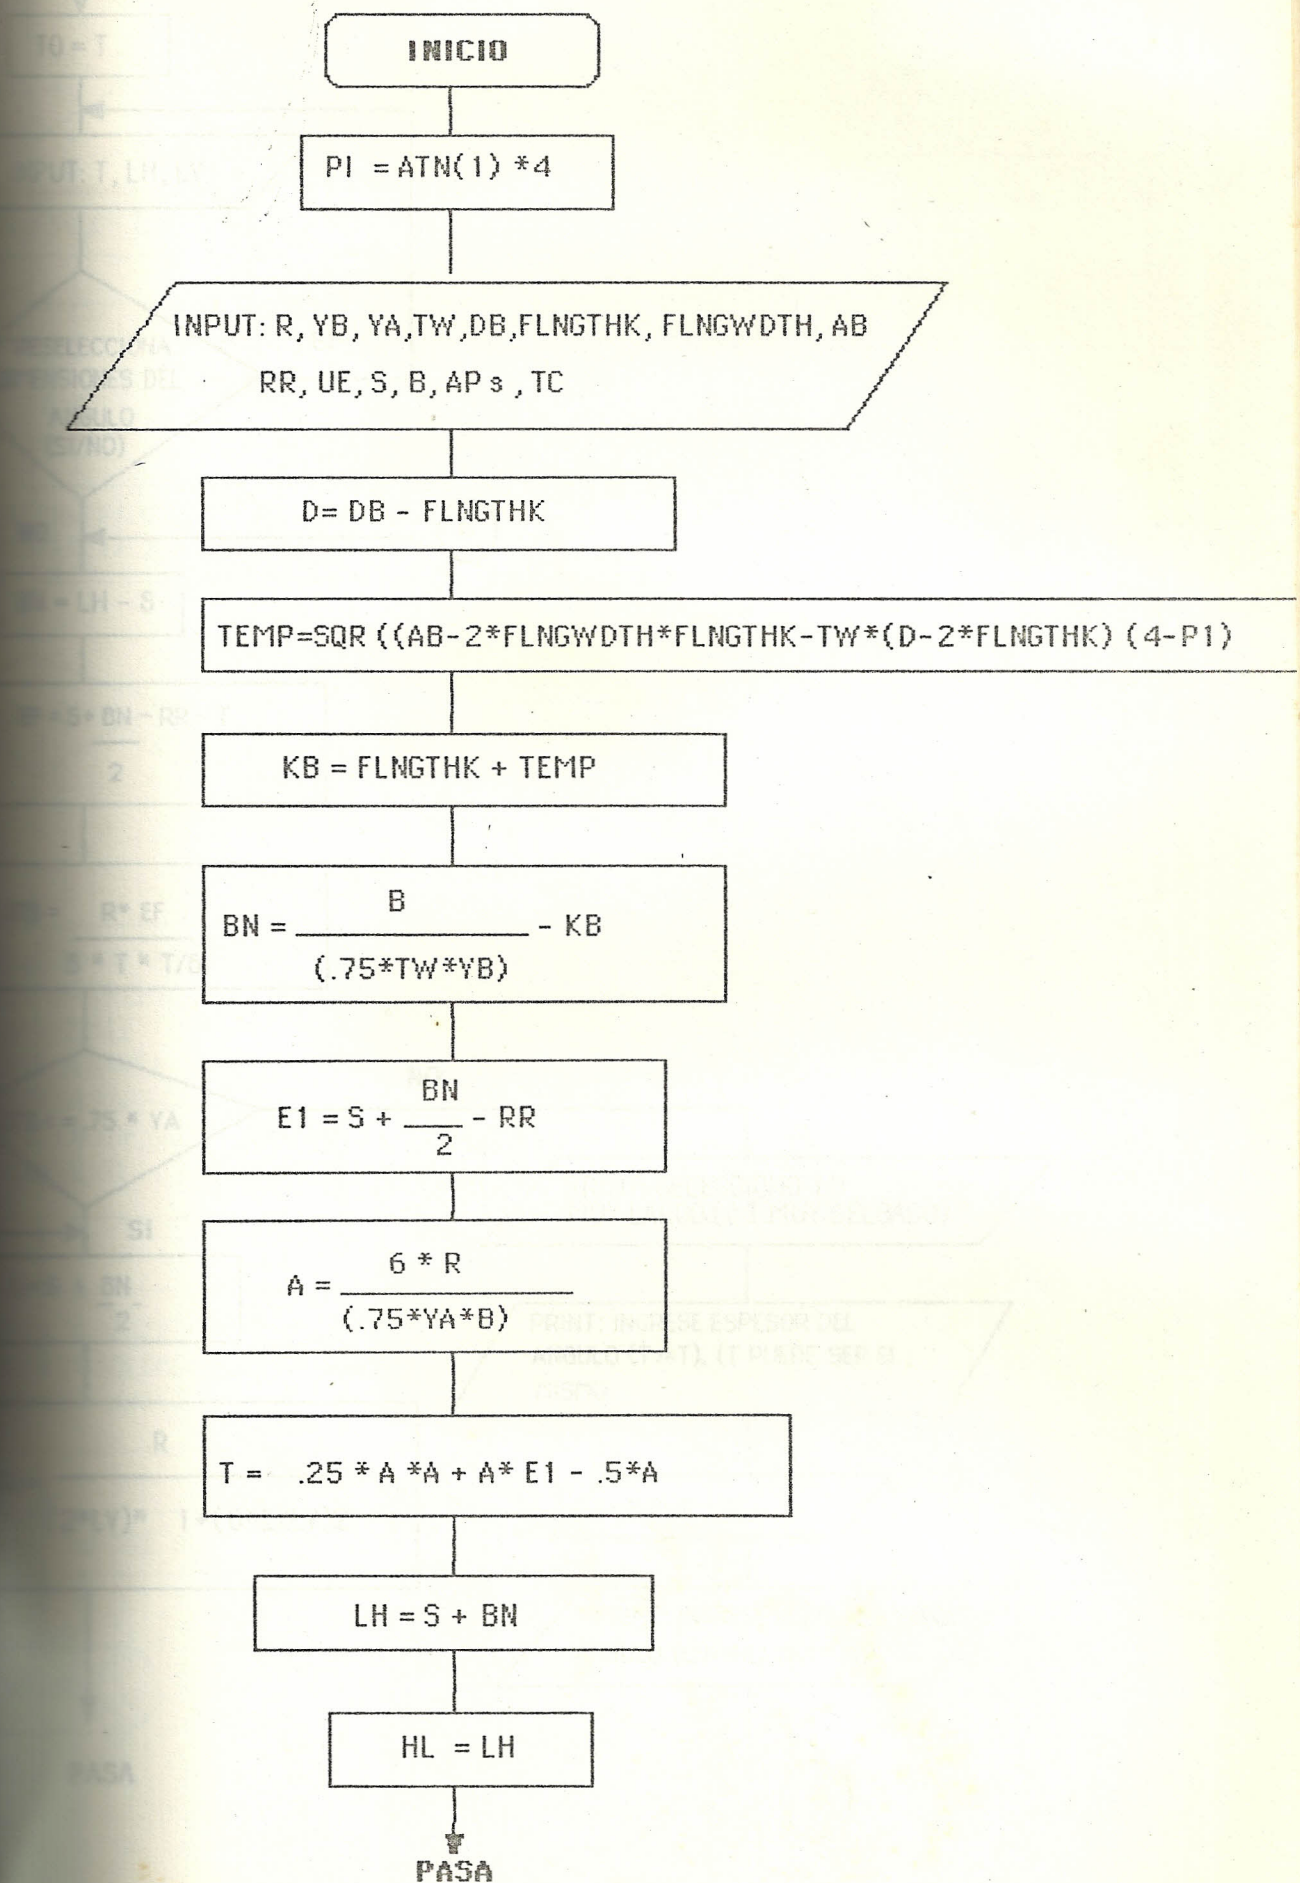 INICIO
PI = ATN(1) *4
INPUT: R, YB, YA,TW,DB,FLNGTHK, FLNGWDTH, AB
RR, UE, S, B, AP s , TC
D= DB - FLNGTHK
TEMP=SQR ((AB-2*FLNGWDTH*FLNGTHK-TW*(D-2*FLNGTHK) (4-P1)
KB = FLNGTHK + TEMP
B
BN = - KB
(.75*TW*YB)
BN
E1 = S + - RR
2
6 * R
A =
(.75*YA*B)
T = .25 * A *A + A* E1 - .5*A
LH = S + BN
HL = LH
PASA